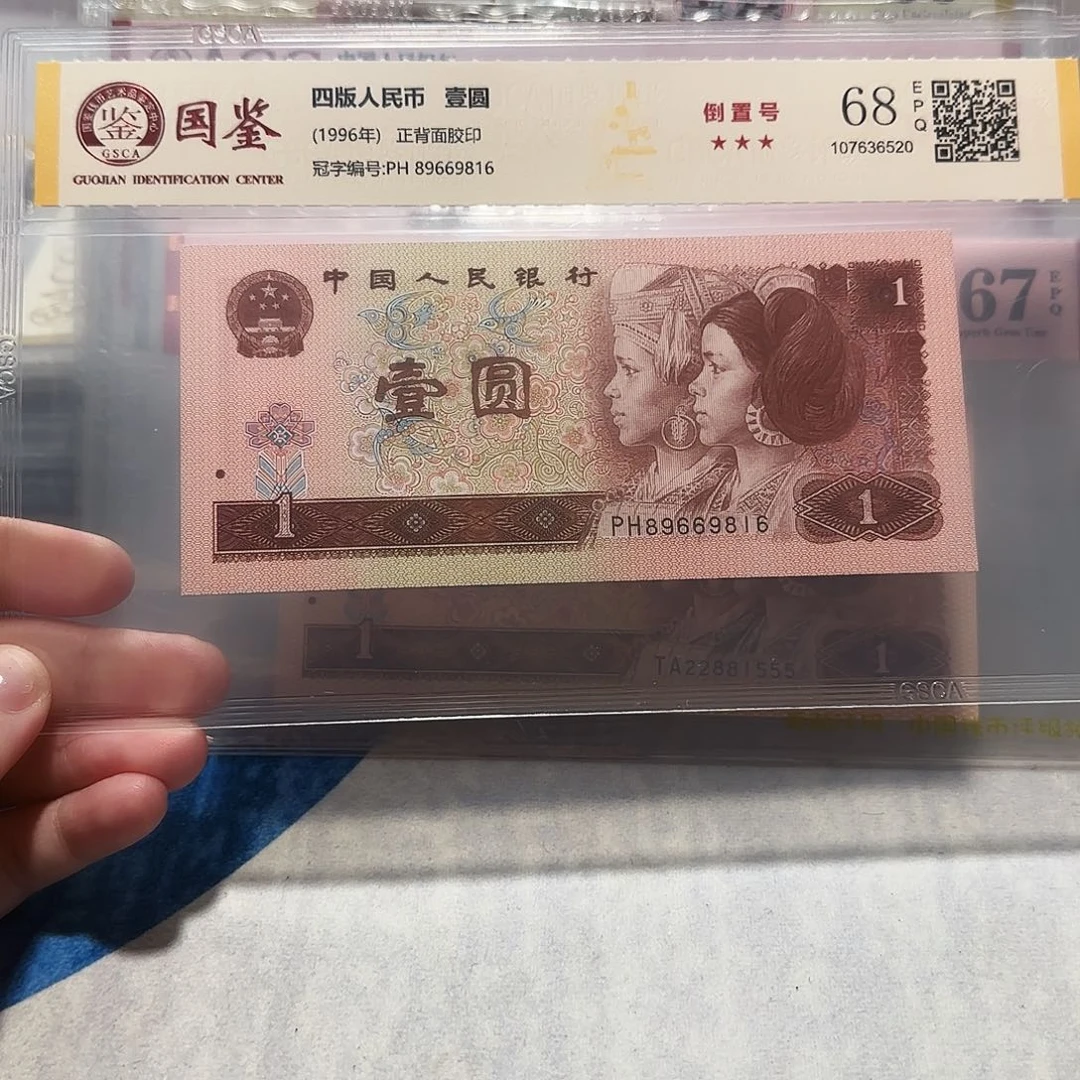 国鉴
GSCA
GUOJIAN IDENTIFICATION CENTER
四版人民币 壹圆
(1996年) 正背面胶印
冠字编号:PH 89669816
倒置号
★★★
68
EPQ
107636520
中国人民银行
1
壹圆
1
PH89669816
1
67
EPQ
1
TA22881555
1
GSCA
GSCA